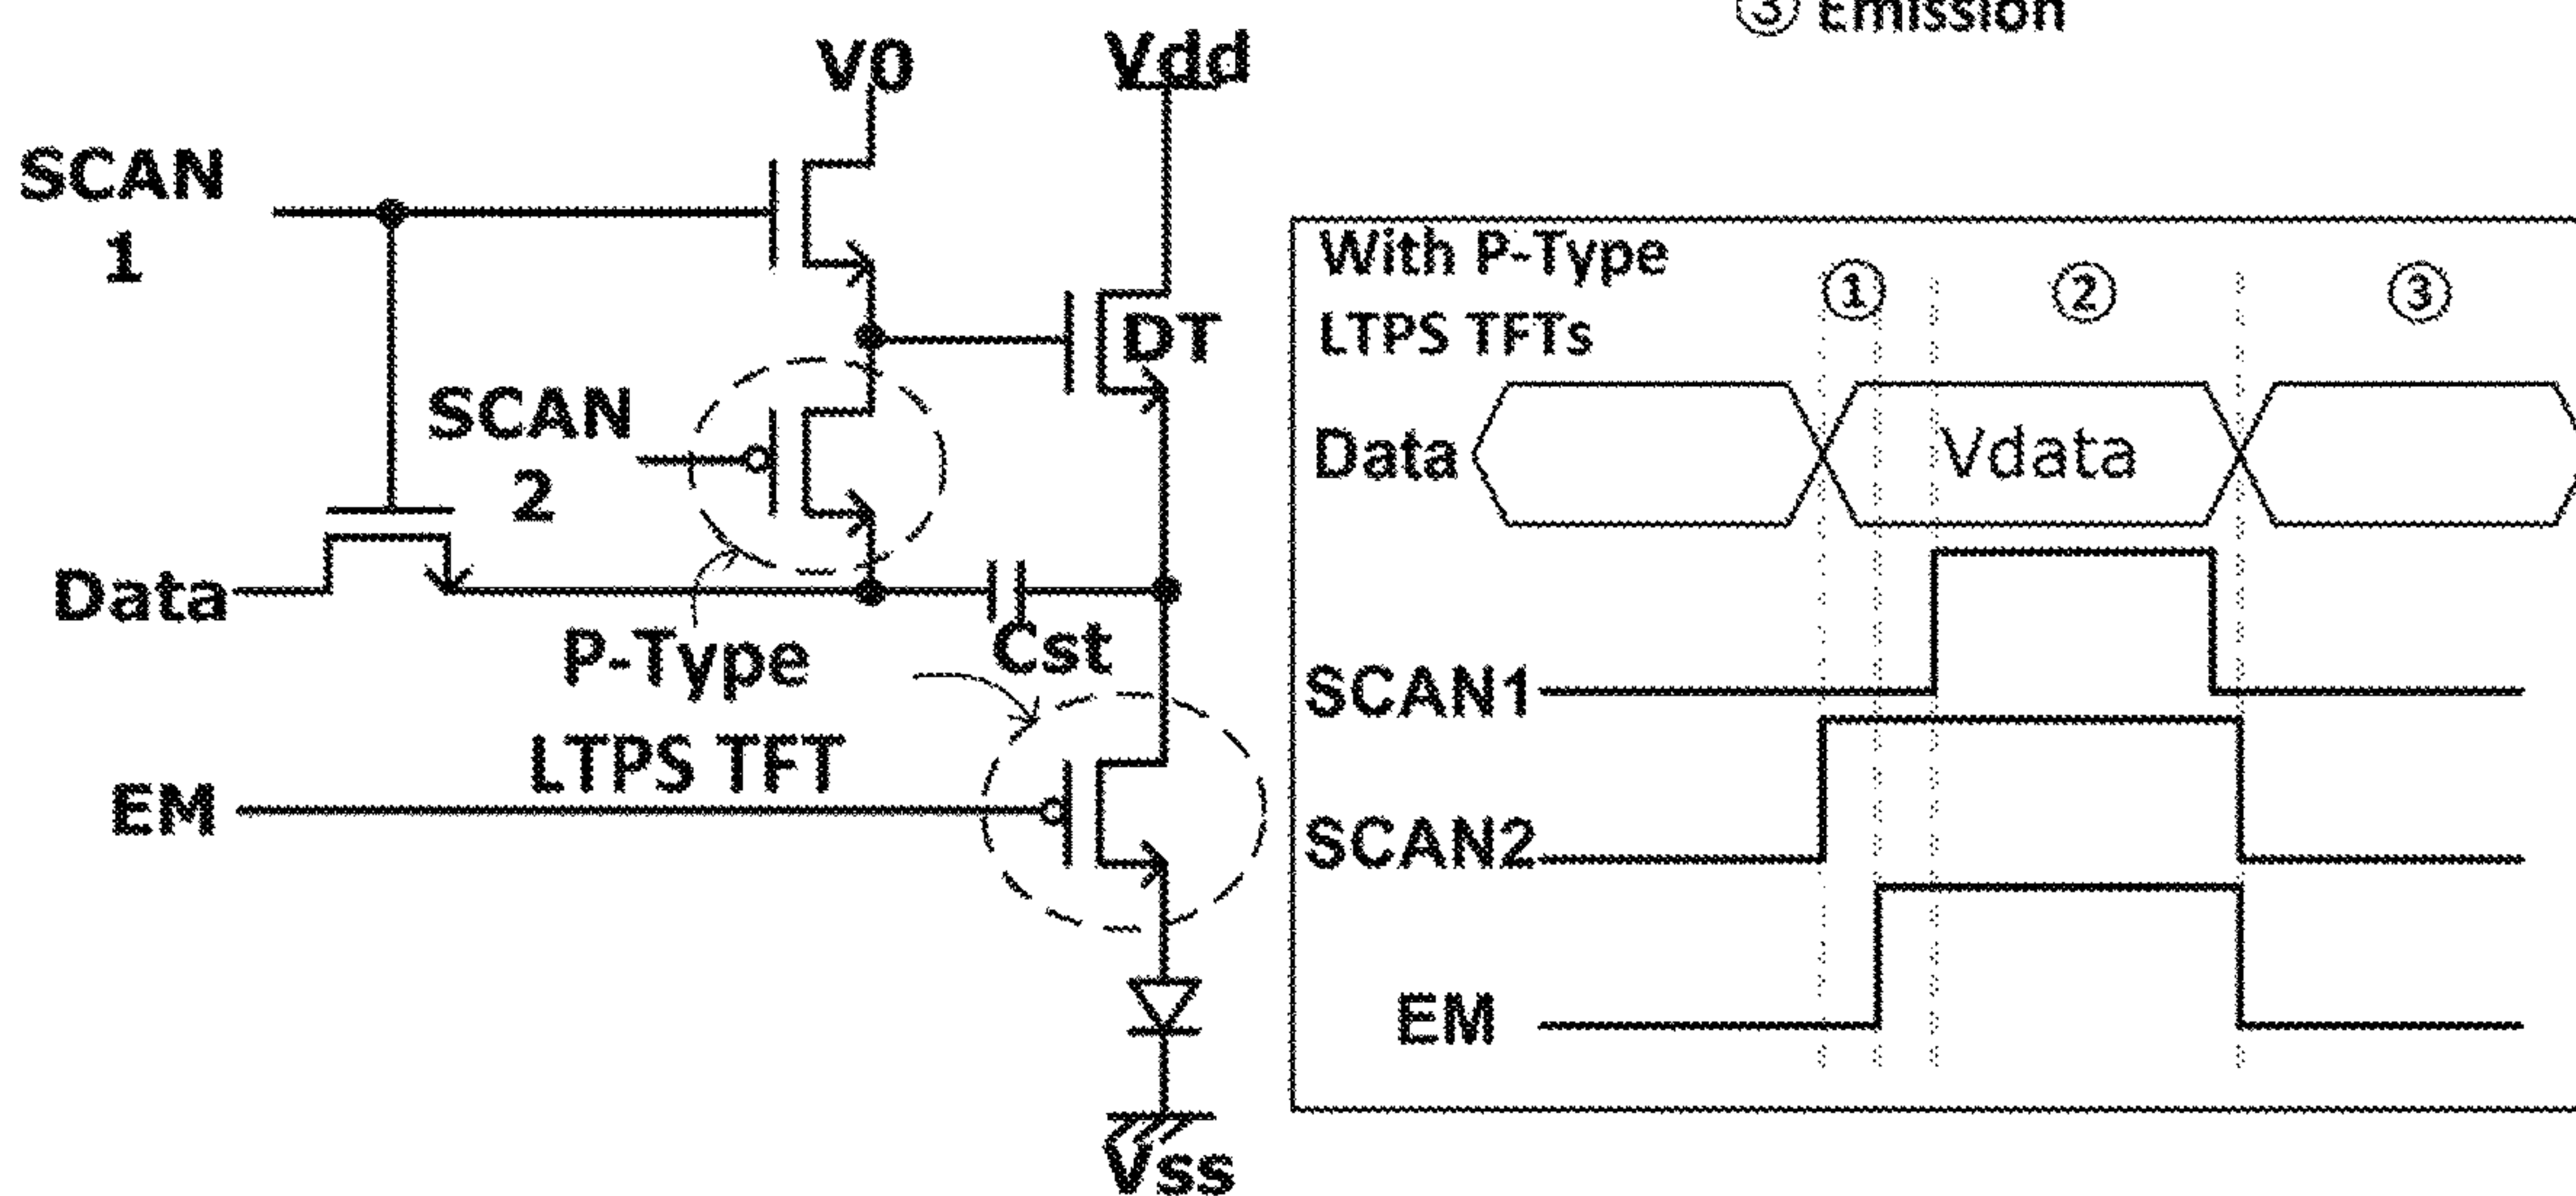 ③ Emission
V0
Vdd
SCAN
1
DT
SCAN
2
Data
Cst
P-Type
LTPS TFT
EM
Vss
With P-Type
LTPS TFTs
① ② ③
Data
Vdata
SCAN1
SCAN2
EM